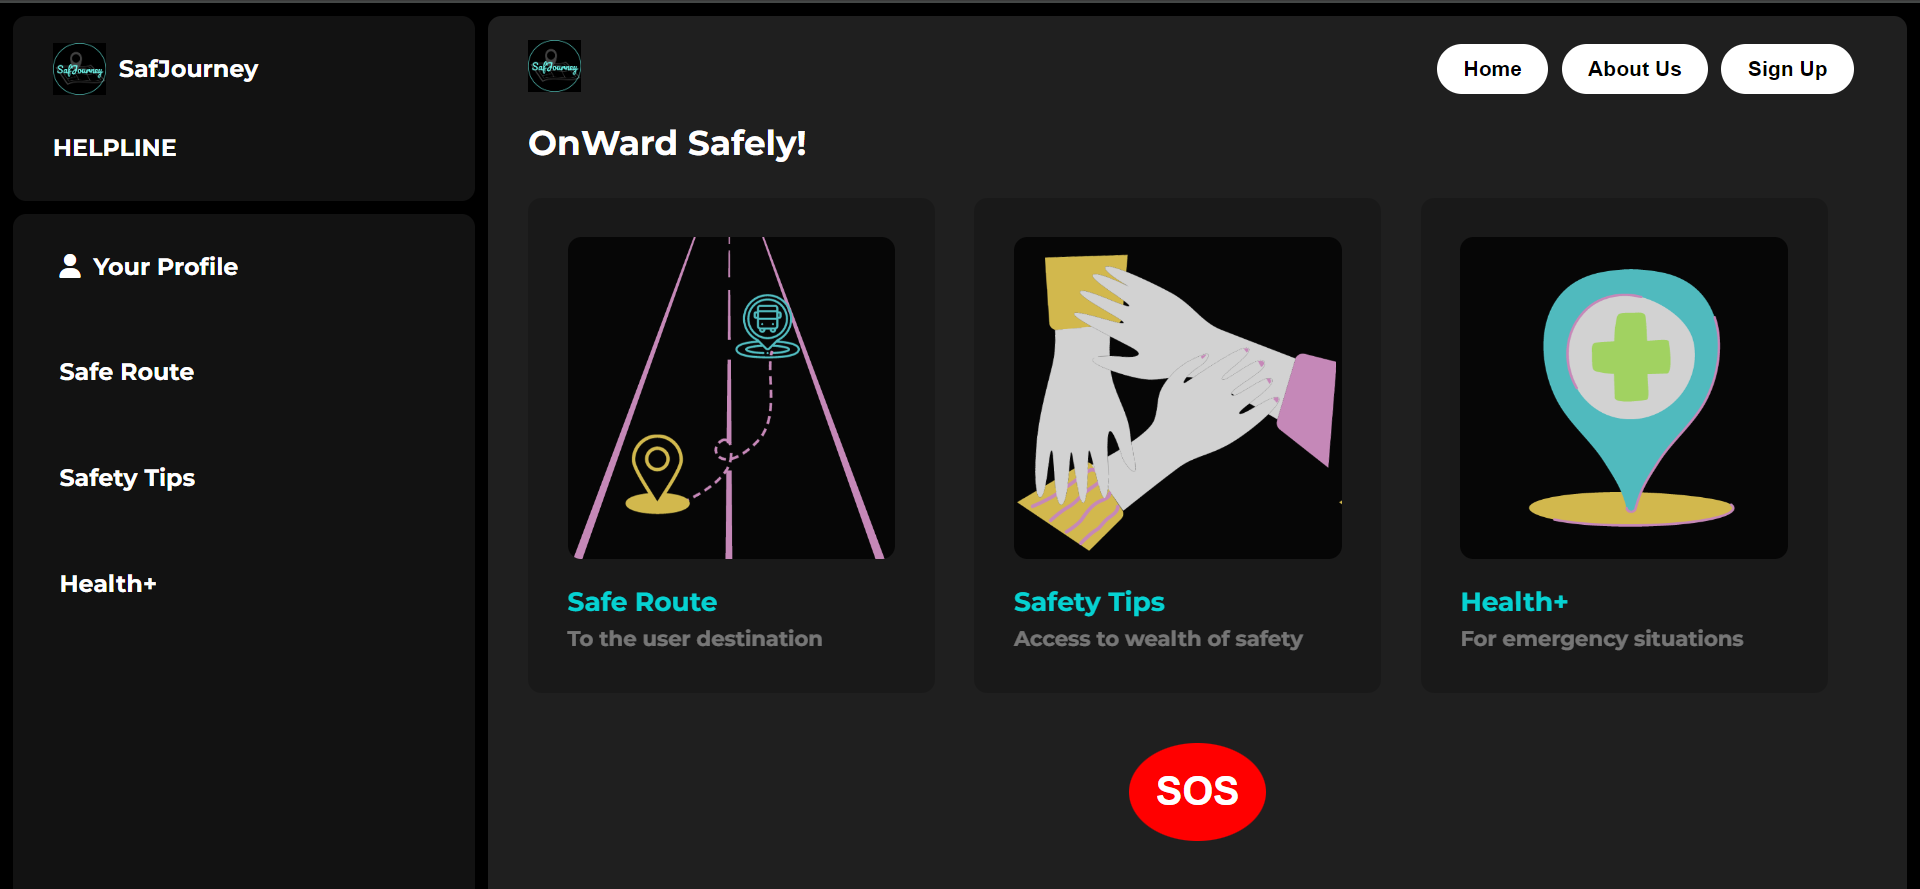 SafJourney
SafJourney
HELPLINE
Your Profile
Safe Route
Safety Tips
Health+
SafJourney
Home
About Us
Sign Up
OnWard Safely!
Safe Route
To the user destination
Safety Tips
Access to wealth of safety
Health+
For emergency situations
SOS